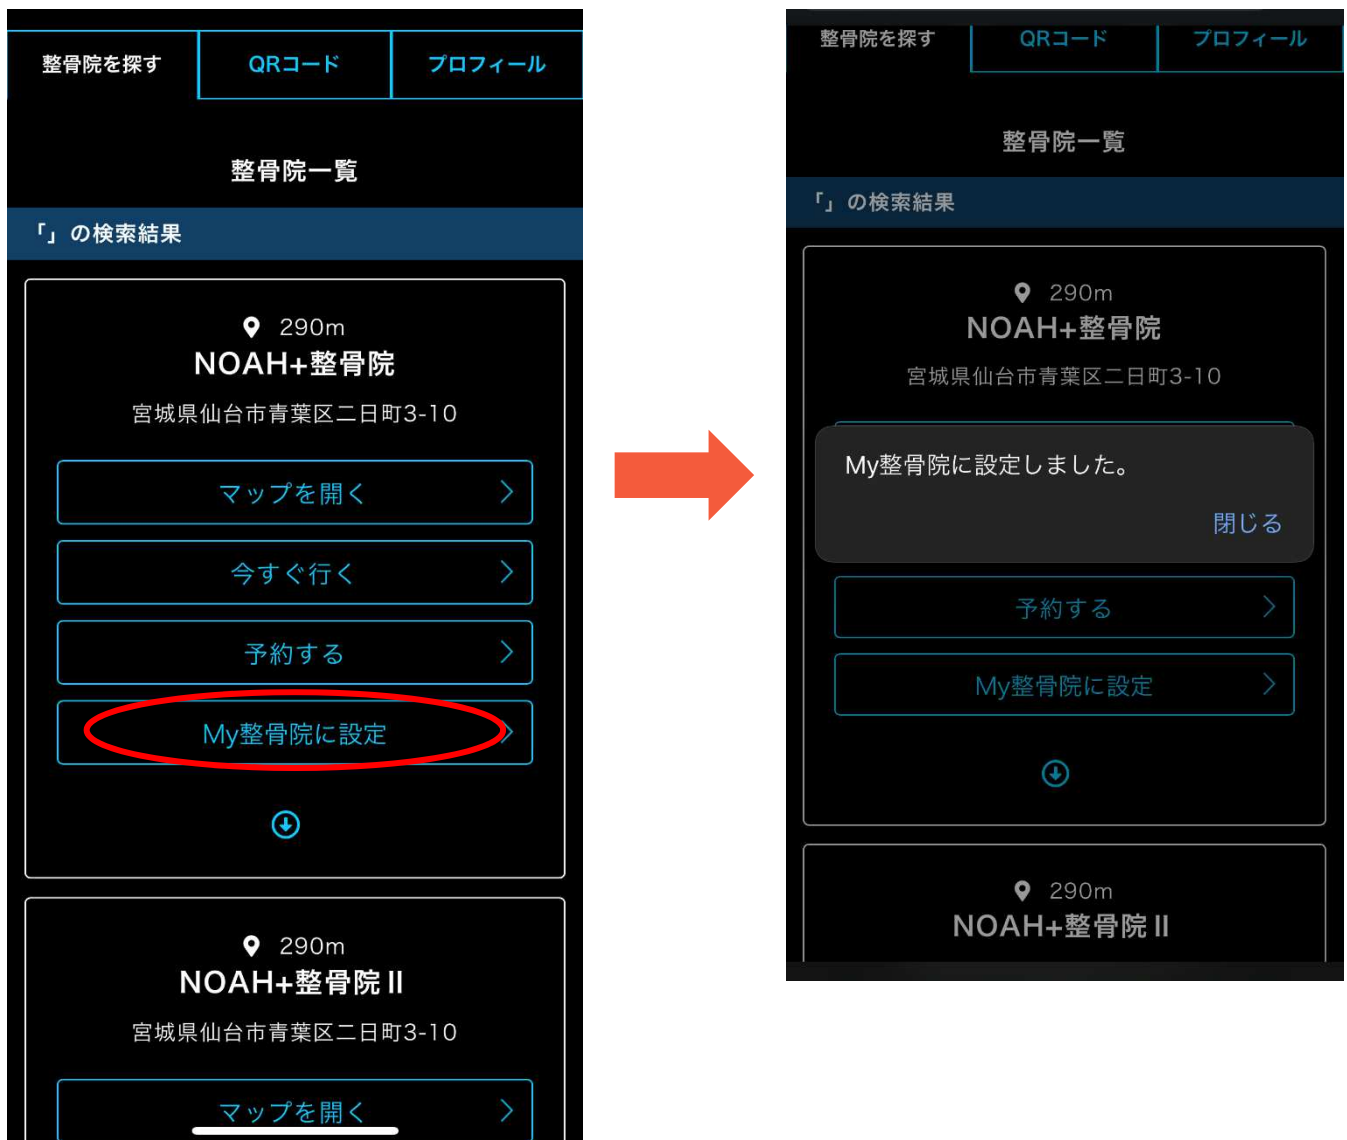 整骨院を探す
QRコード
プロフィール
整骨院一覧
「」の検索結果
290m
NOAH+整骨院
宮城県仙台市青葉区二日町3-10
マップを開く
今すぐ行く
予約する
My整骨院に設定
290m
NOAH+整骨院Ⅱ
宮城県仙台市青葉区二日町3-10
マップを開く
整骨院を探す
QRコード
プロフィール
整骨院一覧
「」の検索結果
290m
NOAH+整骨院
宮城県仙台市青葉区二日町3-10
My整骨院に設定しました。
閉じる
予約する
My整骨院に設定
290m
NOAH+整骨院Ⅱ